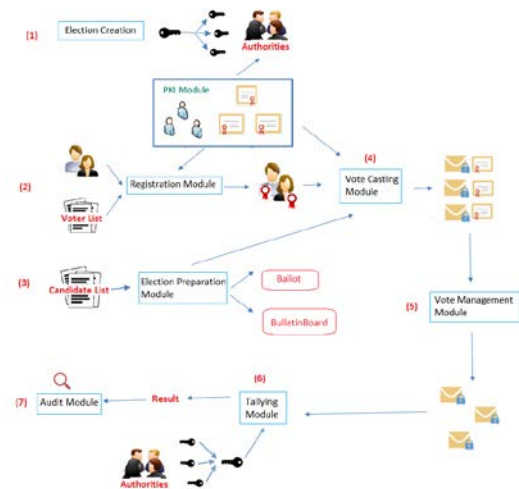 (1)
Election Creation
Authorities
PKI Module
(2)
Registration Module
Voter List
(4)
Vote Casting
Module
(3)
Candidate List
Election Preparation
Module
Ballot
BulletinBoard
(5)
Vote Management
Module
(6)
Tallying
Module
Result
(7)
Audit Module
Authorities